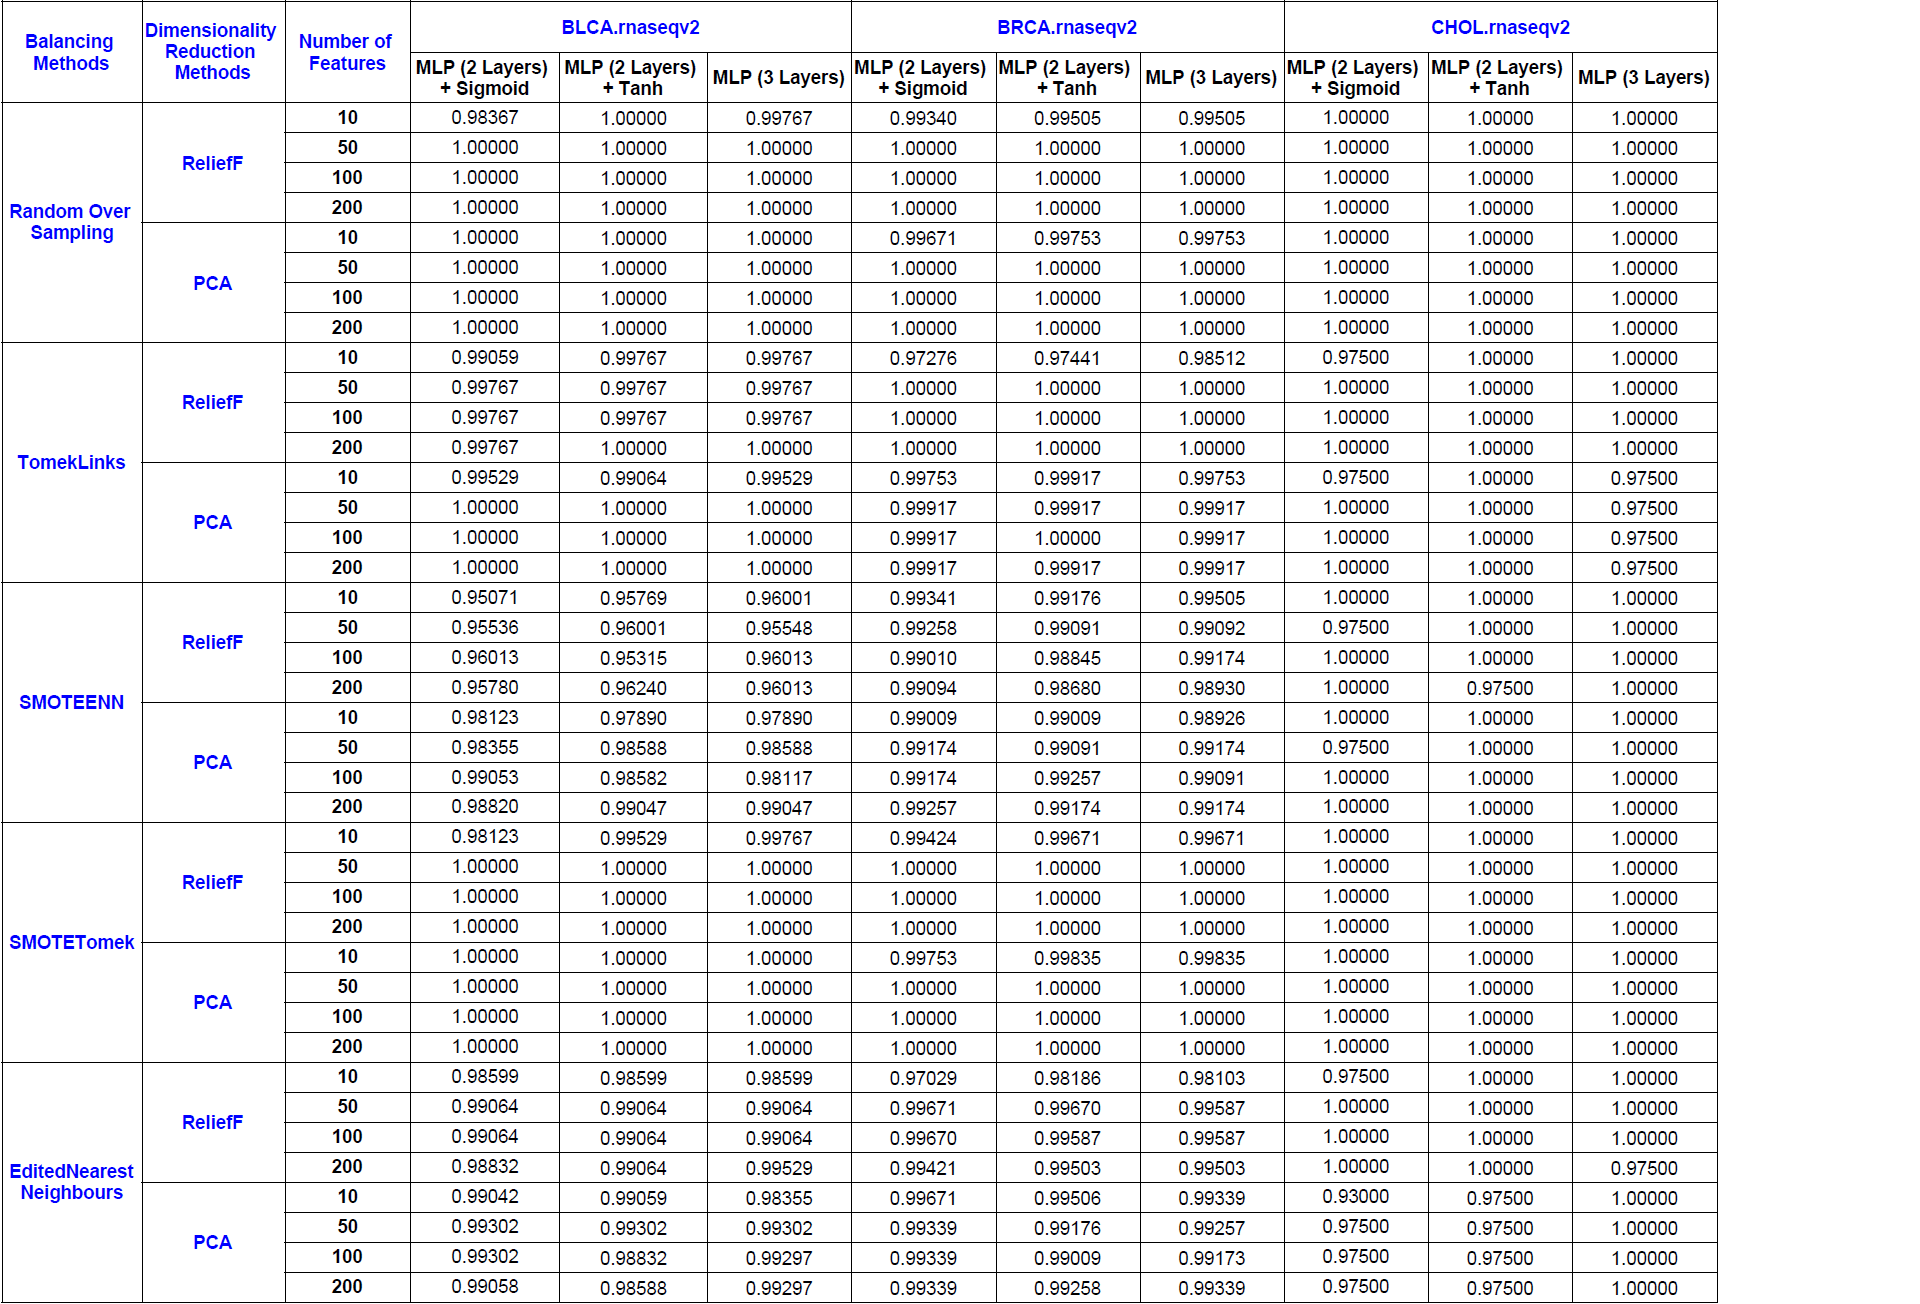 Balancing Methods Dimensionality Reduction Methods Number of Features BLCA.rnaseqv2 BRCA.rnaseqv2 CHOL.rnaseqv2
MLP (2 Layers) + Sigmoid MLP (2 Layers) + Tanh MLP (3 Layers) MLP (2 Layers) + Sigmoid MLP (2 Layers) + Tanh MLP (3 Layers) MLP (2 Layers) + Sigmoid MLP (2 Layers) + Tanh MLP (3 Layers)
Random Over Sampling
ReliefF
10 0.98367 1.00000 0.99767 0.99340 0.99505 0.99505 1.00000 1.00000 1.00000
50 1.00000 1.00000 1.00000 1.00000 1.00000 1.00000 1.00000 1.00000 1.00000
100 1.00000 1.00000 1.00000 1.00000 1.00000 1.00000 1.00000 1.00000 1.00000
200 1.00000 1.00000 1.00000 1.00000 1.00000 1.00000 1.00000 1.00000 1.00000
PCA
10 1.00000 1.00000 1.00000 0.99671 0.99753 0.99753 1.00000 1.00000 1.00000
50 1.00000 1.00000 1.00000 1.00000 1.00000 1.00000 1.00000 1.00000 1.00000
100 1.00000 1.00000 1.00000 1.00000 1.00000 1.00000 1.00000 1.00000 1.00000
200 1.00000 1.00000 1.00000 1.00000 1.00000 1.00000 1.00000 1.00000 1.00000
TomekLinks
ReliefF
10 0.99059 0.99767 0.99767 0.97276 0.97441 0.98512 0.97500 1.00000 1.00000
50 0.99767 0.99767 0.99767 1.00000 1.00000 1.00000 1.00000 1.00000 1.00000
100 0.99767 0.99767 0.99767 1.00000 1.00000 1.00000 1.00000 1.00000 1.00000
200 0.99767 1.00000 1.00000 1.00000 1.00000 1.00000 1.00000 1.00000 1.00000
PCA
10 0.99529 0.99064 0.99529 0.99753 0.99917 0.99753 0.97500 1.00000 0.97500
50 1.00000 1.00000 1.00000 0.99917 0.99917 0.99917 1.00000 1.00000 0.97500
100 1.00000 1.00000 1.00000 0.99917 1.00000 0.99917 1.00000 1.00000 0.97500
200 1.00000 1.00000 1.00000 0.99917 0.99917 0.99917 1.00000 1.00000 0.97500
SMOTEENN
ReliefF
10 0.95071 0.95769 0.96001 0.99341 0.99176 0.99505 1.00000 1.00000 1.00000
50 0.95536 0.96001 0.95548 0.99258 0.99091 0.99092 0.97500 1.00000 1.00000
100 0.96013 0.95315 0.96013 0.99010 0.98845 0.99174 1.00000 1.00000 1.00000
200 0.95780 0.96240 0.96013 0.99094 0.98680 0.98930 1.00000 0.97500 1.00000
PCA
10 0.98123 0.97890 0.97890 0.99009 0.99009 0.98926 1.00000 1.00000 1.00000
50 0.98355 0.98588 0.98588 0.99174 0.99091 0.99174 0.97500 1.00000 1.00000
100 0.99053 0.98582 0.98117 0.99174 0.99257 0.99091 1.00000 1.00000 1.00000
200 0.98820 0.99047 0.99047 0.99257 0.99174 0.99174 1.00000 1.00000 1.00000
SMOTETomek
ReliefF
10 0.98123 0.99529 0.99767 0.99424 0.99671 0.99671 1.00000 1.00000 1.00000
50 1.00000 1.00000 1.00000 1.00000 1.00000 1.00000 1.00000 1.00000 1.00000
100 1.00000 1.00000 1.00000 1.00000 1.00000 1.00000 1.00000 1.00000 1.00000
200 1.00000 1.00000 1.00000 1.00000 1.00000 1.00000 1.00000 1.00000 1.00000
PCA
10 1.00000 1.00000 1.00000 0.99753 0.99835 0.99835 1.00000 1.00000 1.00000
50 1.00000 1.00000 1.00000 1.00000 1.00000 1.00000 1.00000 1.00000 1.00000
100 1.00000 1.00000 1.00000 1.00000 1.00000 1.00000 1.00000 1.00000 1.00000
200 1.00000 1.00000 1.00000 1.00000 1.00000 1.00000 1.00000 1.00000 1.00000
EditedNearest Neighbours
ReliefF
10 0.98599 0.98599 0.98599 0.97029 0.98186 0.98103 0.97500 1.00000 1.00000
50 0.99064 0.99064 0.99064 0.99671 0.99670 0.99587 1.00000 1.00000 1.00000
100 0.99064 0.99064 0.99064 0.99670 0.99587 0.99587 1.00000 1.00000 1.00000
200 0.98832 0.99064 0.99529 0.99421 0.99503 0.99503 1.00000 1.00000 0.97500
PCA
10 0.99042 0.99059 0.98355 0.99671 0.99506 0.99339 0.93000 0.97500 1.00000
50 0.99302 0.99302 0.99302 0.99339 0.99176 0.99257 0.97500 0.97500 1.00000
100 0.99302 0.98832 0.99297 0.99339 0.99009 0.99173 0.97500 0.97500 1.00000
200 0.99058 0.98588 0.99297 0.99339 0.99258 0.99339 0.97500 0.97500 1.00000